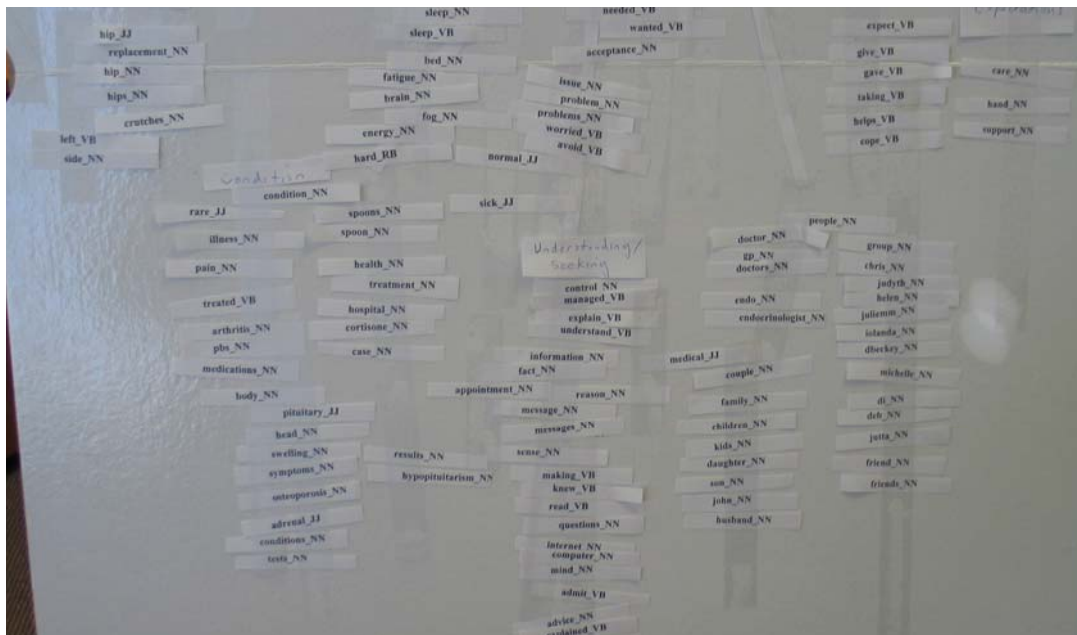 hip_JJ
replacement_NN
hip_NN
hips_NN
crutches_NN
left_VB
side_NN
sleep_NN
sleep_VB
bed_NN
fatigue_NN
brain_NN
fog_NN
energy_NN
hard_RB
normal_JJ
needed_VB
wanted_VB
acceptance_NN
issue_NN
problem_NN
problems_NN
worried_VB
avoid_VB
expect_VB
give_VB
gave_VB
taking_VB
helps_VB
cope_VB
care_NN
hand_NN
support_NN
Condition
condition_NN
rare_JJ
illness_NN
pain_NN
treated_VB
arthritis_NN
pbs_NN
medications_NN
body_NN
pituitary_JJ
head_NN
swelling_NN
symptoms_NN
osteoporosis_NN
adrenal_JJ
conditions_NN
tests_NN
spoons_NN
spoon_NN
health_NN
treatment_NN
hospital_NN
cortisone_NN
case_NN
results_NN
hypopituitarism_NN
sick_JJ
Understanding/
Seeking
control_NN
managed_VB
explain_VB
understand_VB
information_NN
fact_NN
appointment_NN
reason_NN
message_NN
messages_NN
sense_NN
making_VB
knew_VB
read_VB
questions_NN
internet_NN
computer_NN
mind_NN
admit_VB
advice_NN
explained_VB
people_NN
doctor_NN
gp_NN
doctors_NN
endo_NN
endocrinologist_NN
medical_JJ
couple_NN
family_NN
children_NN
kids_NN
daughter_NN
son_NN
john_NN
husband_NN
group_NN
chris_NN
judyth_NN
helen_NN
juliemm_NN
iolanda_NN
dbeckey_NN
michelle_NN
di_NN
deb_NN
jutta_NN
friend_NN
friends_NN